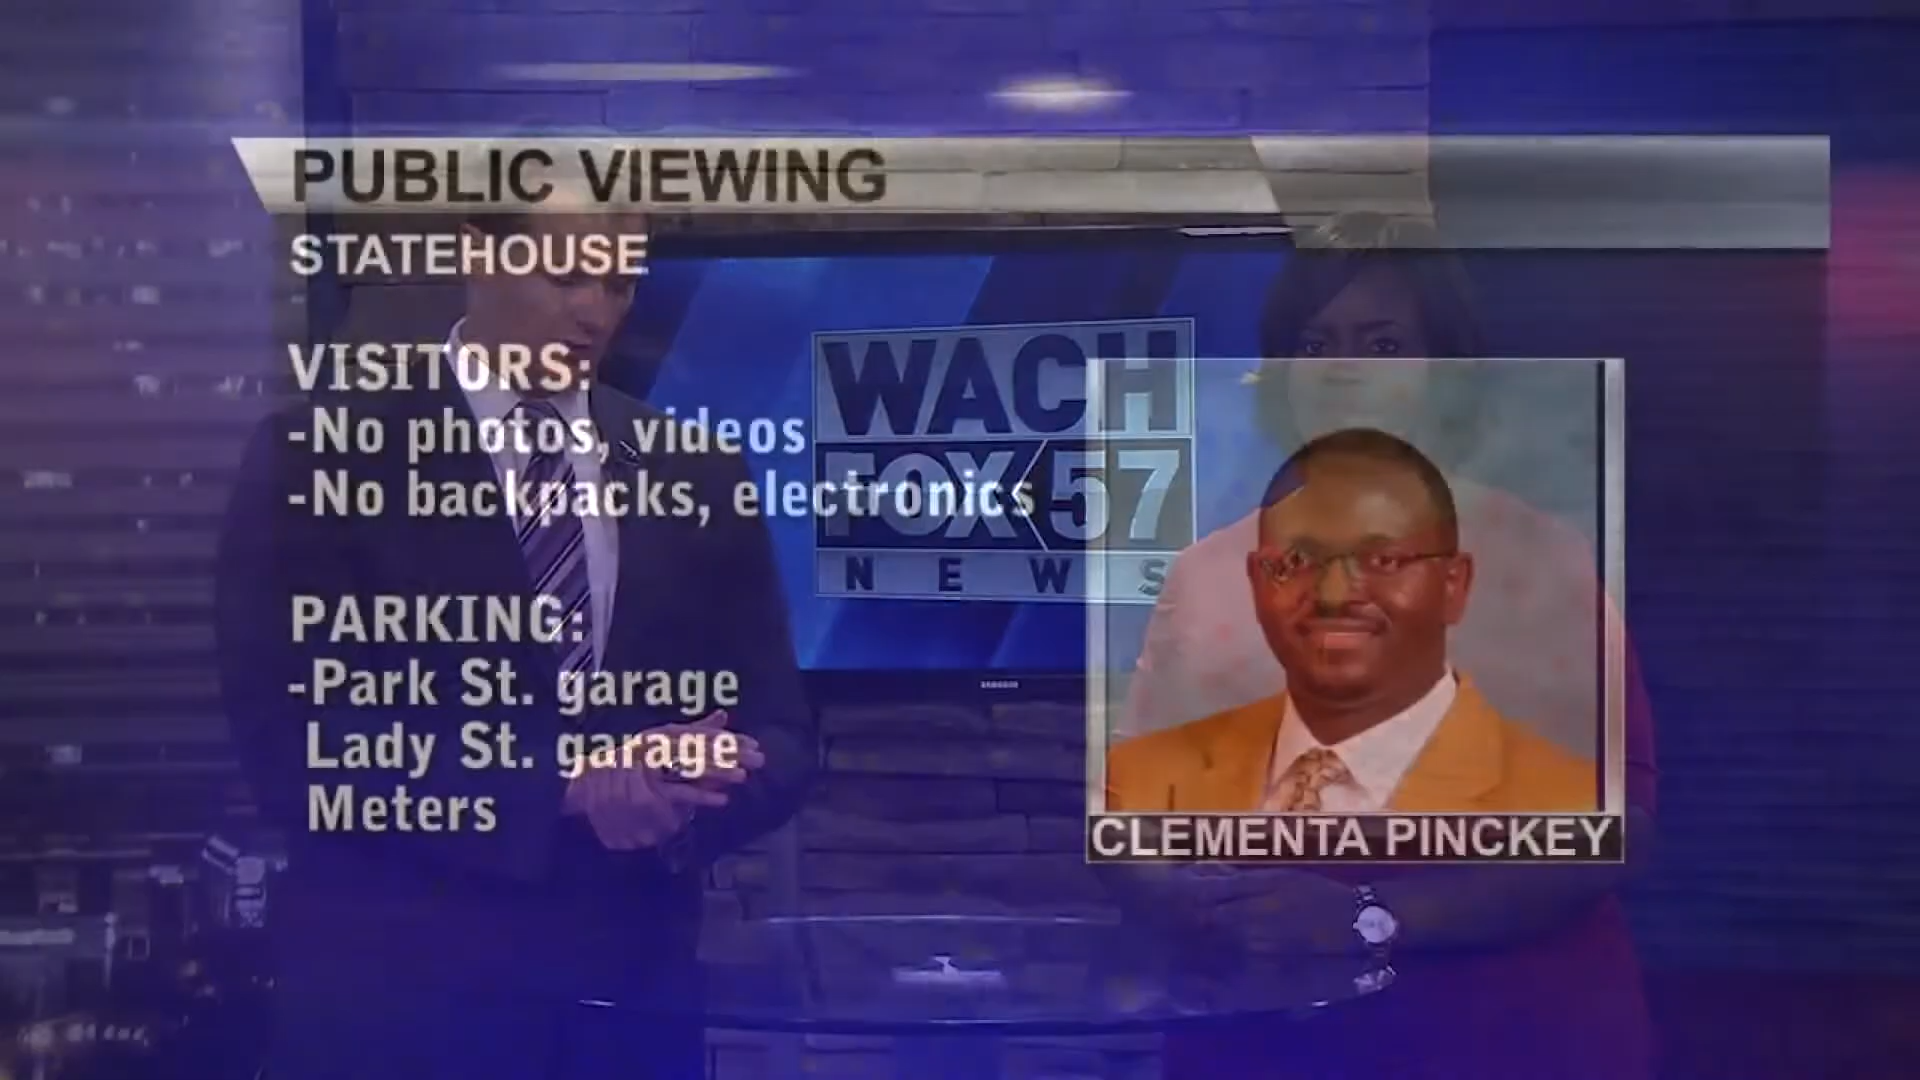 PUBLIC VIEWING
STATEHOUSE
VISITORS:
-No photos, videos
-No backpacks, electronics
PARKING:
-Park St. garage
Lady St. garage
Meters
WACH
FOX 57
NEWS
SAMSUNG
CLEMENTA PINCKEY